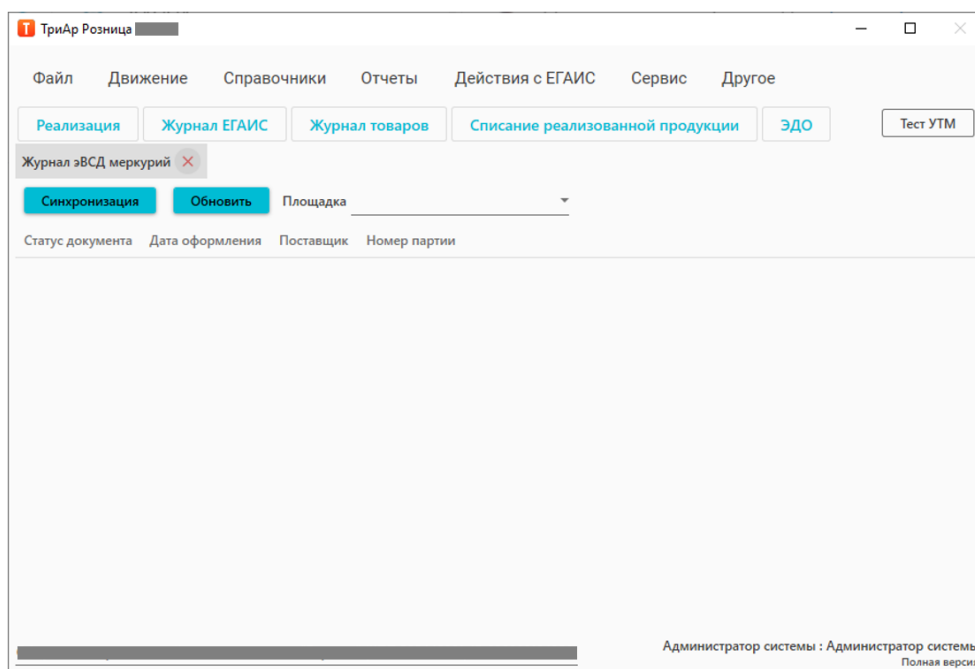 ТриАр Розница
Файл Движение Справочники Отчеты Действия с ЕГАИС Сервис Другое
Реализация Журнал ЕГАИС Журнал товаров Списание реализованной продукции ЭДО Тест УТМ
Журнал эВСД меркурий
Синхронизация Обновить Площадка
Статус документа Дата оформления Поставщик Номер партии
Администратор системы : Администратор системы
Полная версия